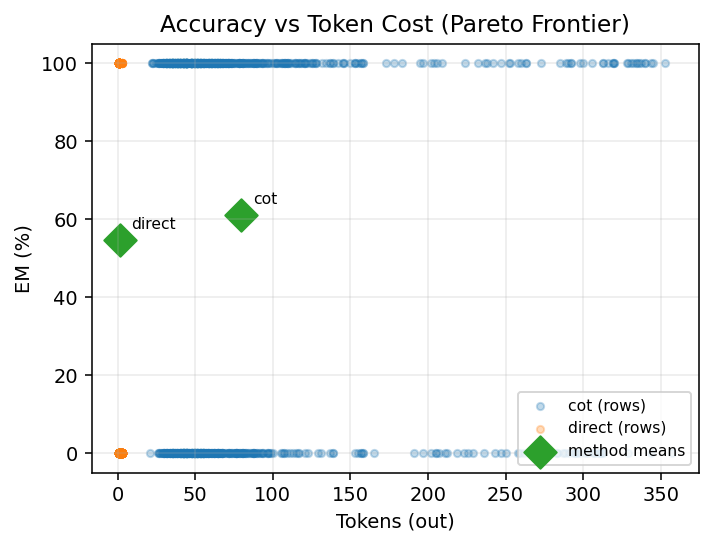 Accuracy vs Token Cost (Pareto Frontier)
EM (%)
100
80
60
40
20
0
direct
cot
cot (rows)
direct (rows)
method means
0 50 100 150 200 250 300 350
Tokens (out)